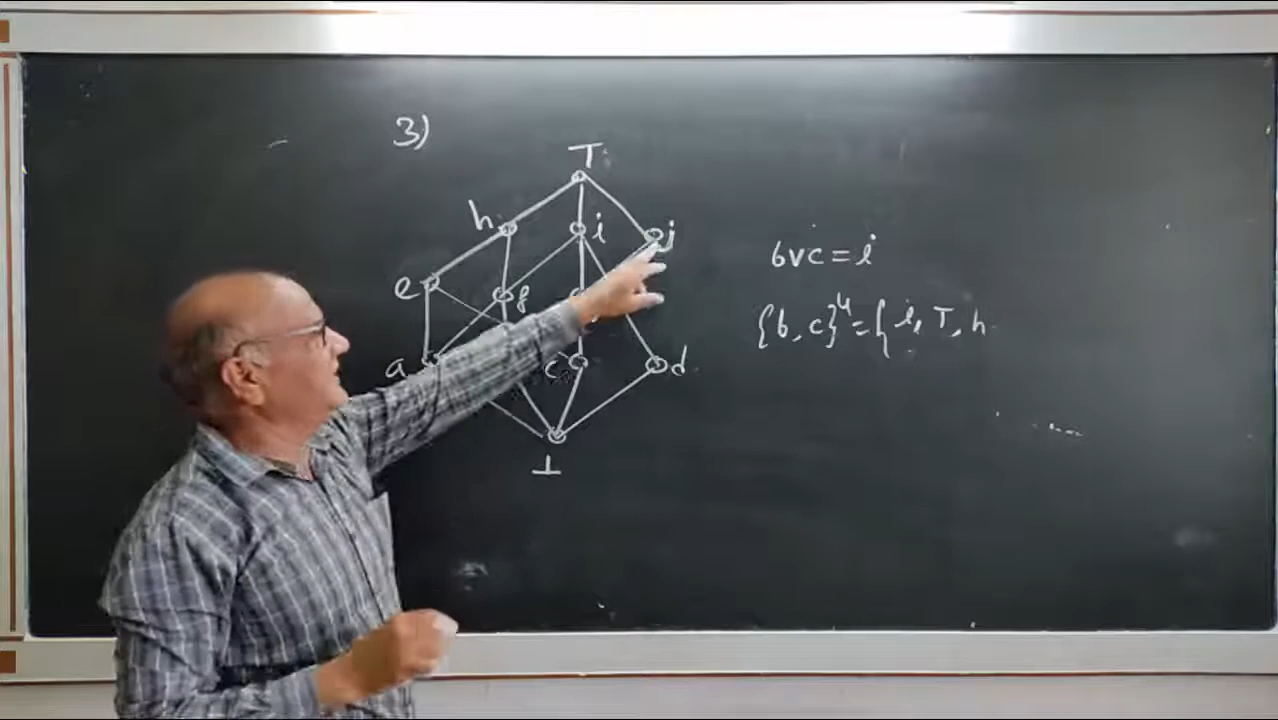 3)
T
h
i
j
e
g
a
c
d
⊥
b∨c = i
{b, c}ᵘ = { i, T, h